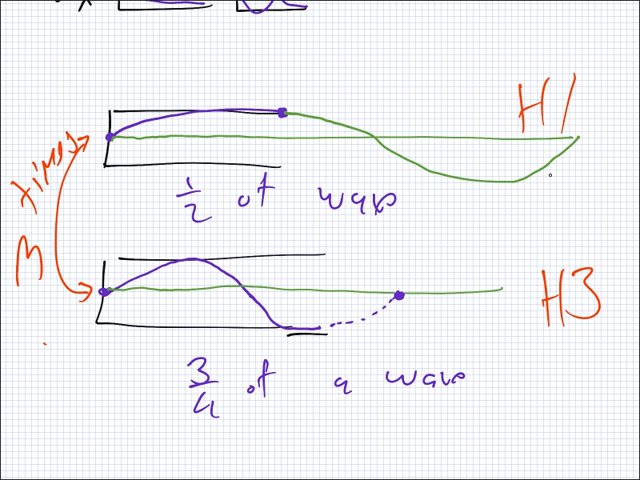 H1
1/2 of wave
3 times
H3
3/4 of a wave